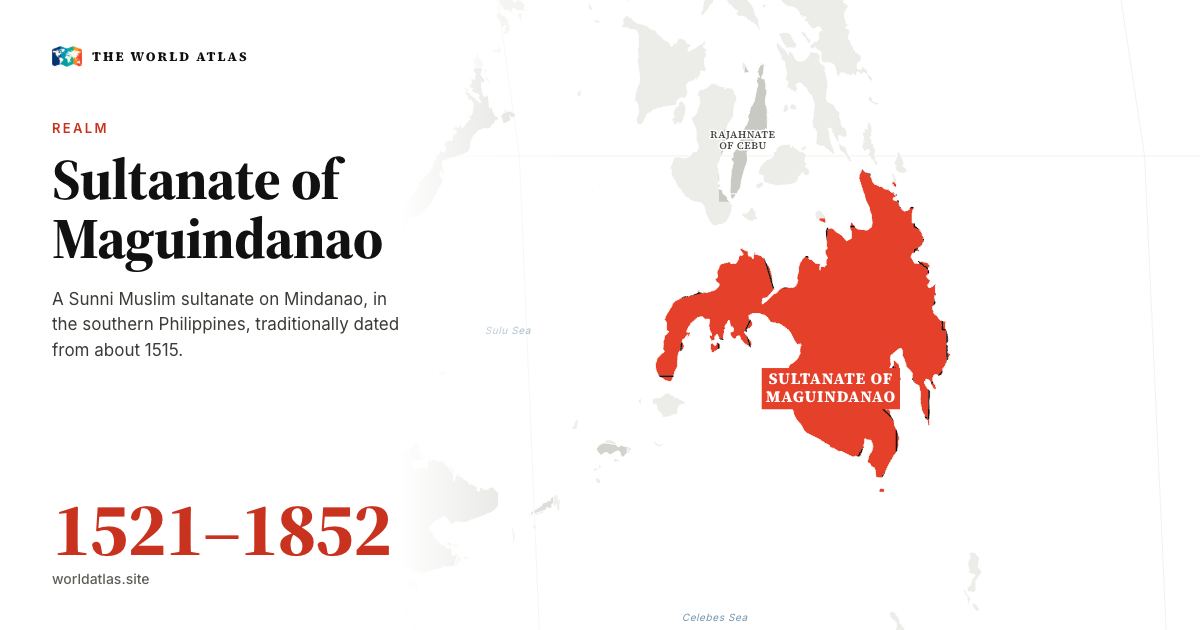 THE WORLD ATLAS
REALM
Sultanate of
Maguindanao
A Sunni Muslim sultanate on Mindanao, in
the southern Philippines, traditionally dated
from about 1515.
1521–1852
worldatlas.site
RAJAHNATE
OF CEBU
Sulu Sea
SULTANATE OF
MAGUINDANAO
Celebes Sea